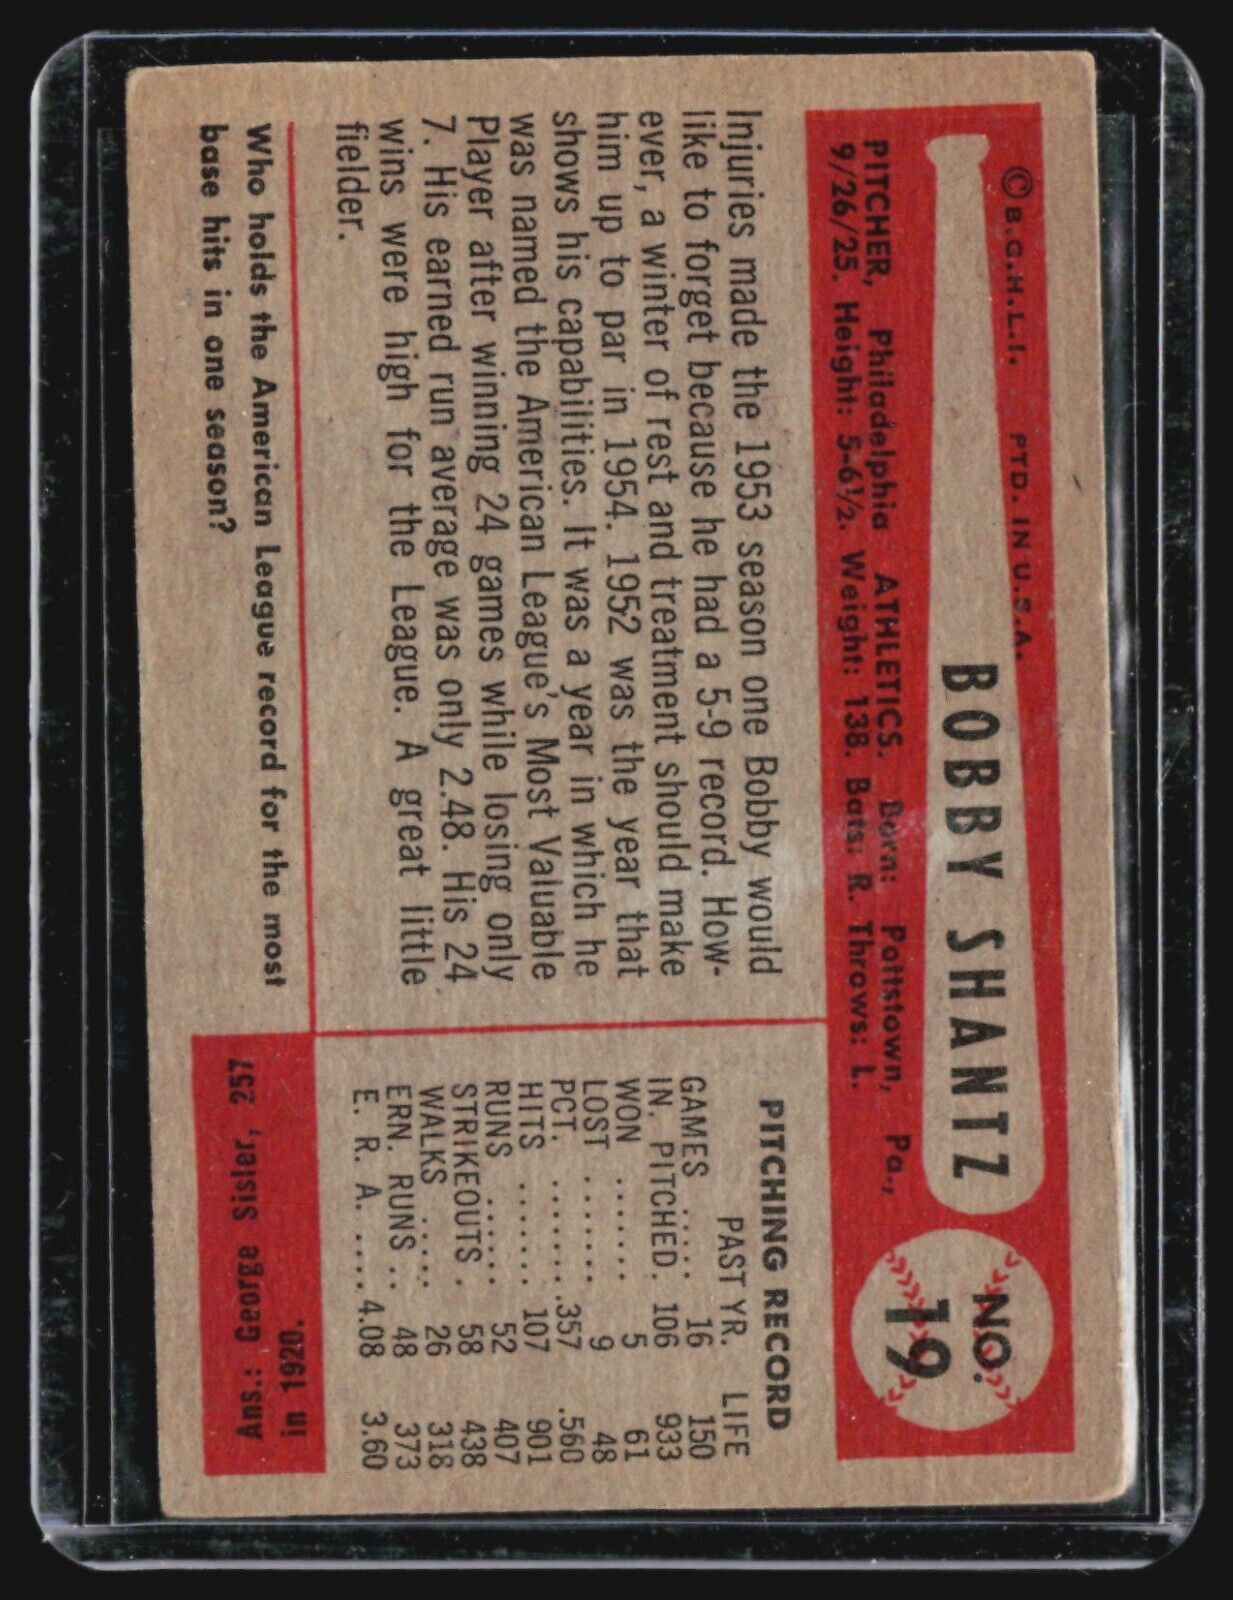 © B.G.H.L.I. PTD. IN U.S.A.
BOBBY SHANTZ
NO.
19
PITCHER, Philadelphia ATHLETICS. Born: Pottstown, Pa.,
9/26/25. Height: 5-6½. Weight: 138. Bats: R. Throws: L.
Injuries made the 1953 season one Bobby would
like to forget because he had a 5-9 record. How-
ever, a winter of rest and treatment should make
him up to par in 1954. 1952 was the year that
shows his capabilities. It was a year in which he
was named the American League's Most Valuable
Player after winning 24 games while losing only
7. His earned run average was only 2.48. His 24
wins were high for the League. A great little
fielder.
PITCHING RECORD
PAST YR. LIFE
GAMES ..... 16 150
IN. PITCHED. 106 933
WON ....... 5 61
LOST ....... 9 48
PCT. ....... .357 .560
HITS ....... 107 901
RUNS ...... 52 407
STRIKEOUTS . 58 438
WALKS ..... 26 318
ERN. RUNS .. 48 373
E. R. A. .... 4.08 3.60
Who holds the American League record for the most
base hits in one season?
Ans.: George Sisler, 257
in 1920.